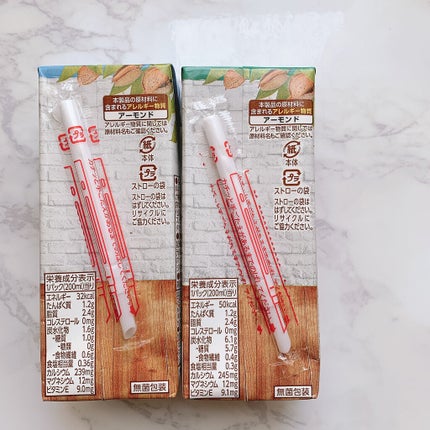 本製品の原材料に
含まれるアレルギー物質
アーモンド
アレルギー物質に関しては
原材料名もご確認ください。
紙
本体
プラ
ストローの袋
ストローの袋は
はずしてください。
リサイクルに
ご協力ください。
栄養成分表示
1パック(200ml)当り
エネルギー 32kcal
たんぱく質 1.2g
脂質 2.4g
コレステロール 0mg
炭水化物 1.6g
-糖質 1.0g
-糖類 0g
-食物繊維 0.6g
食塩相当量 0.36g
カルシウム 239mg
マグネシウム 12mg
ビタミンE 9.0mg
無菌包装
本製品の原材料に
含まれるアレルギー物質
アーモンド
アレルギー物質に関しては
原材料名もご確認ください。
紙
本体
プラ
ストローの袋
ストローの袋は
はずしてください。
リサイクルに
ご協力ください。
栄養成分表示
1パック(200ml)当り
エネルギー 50kcal
たんぱく質 1.2g
脂質 2.4g
コレステロール 0mg
炭水化物 6.1g
-糖質 5.7g
-食物繊維 0.4g
食塩相当量 0.3g
カルシウム 245mg
マグネシウム 12mg
ビタミンE 9.1mg
無菌包装